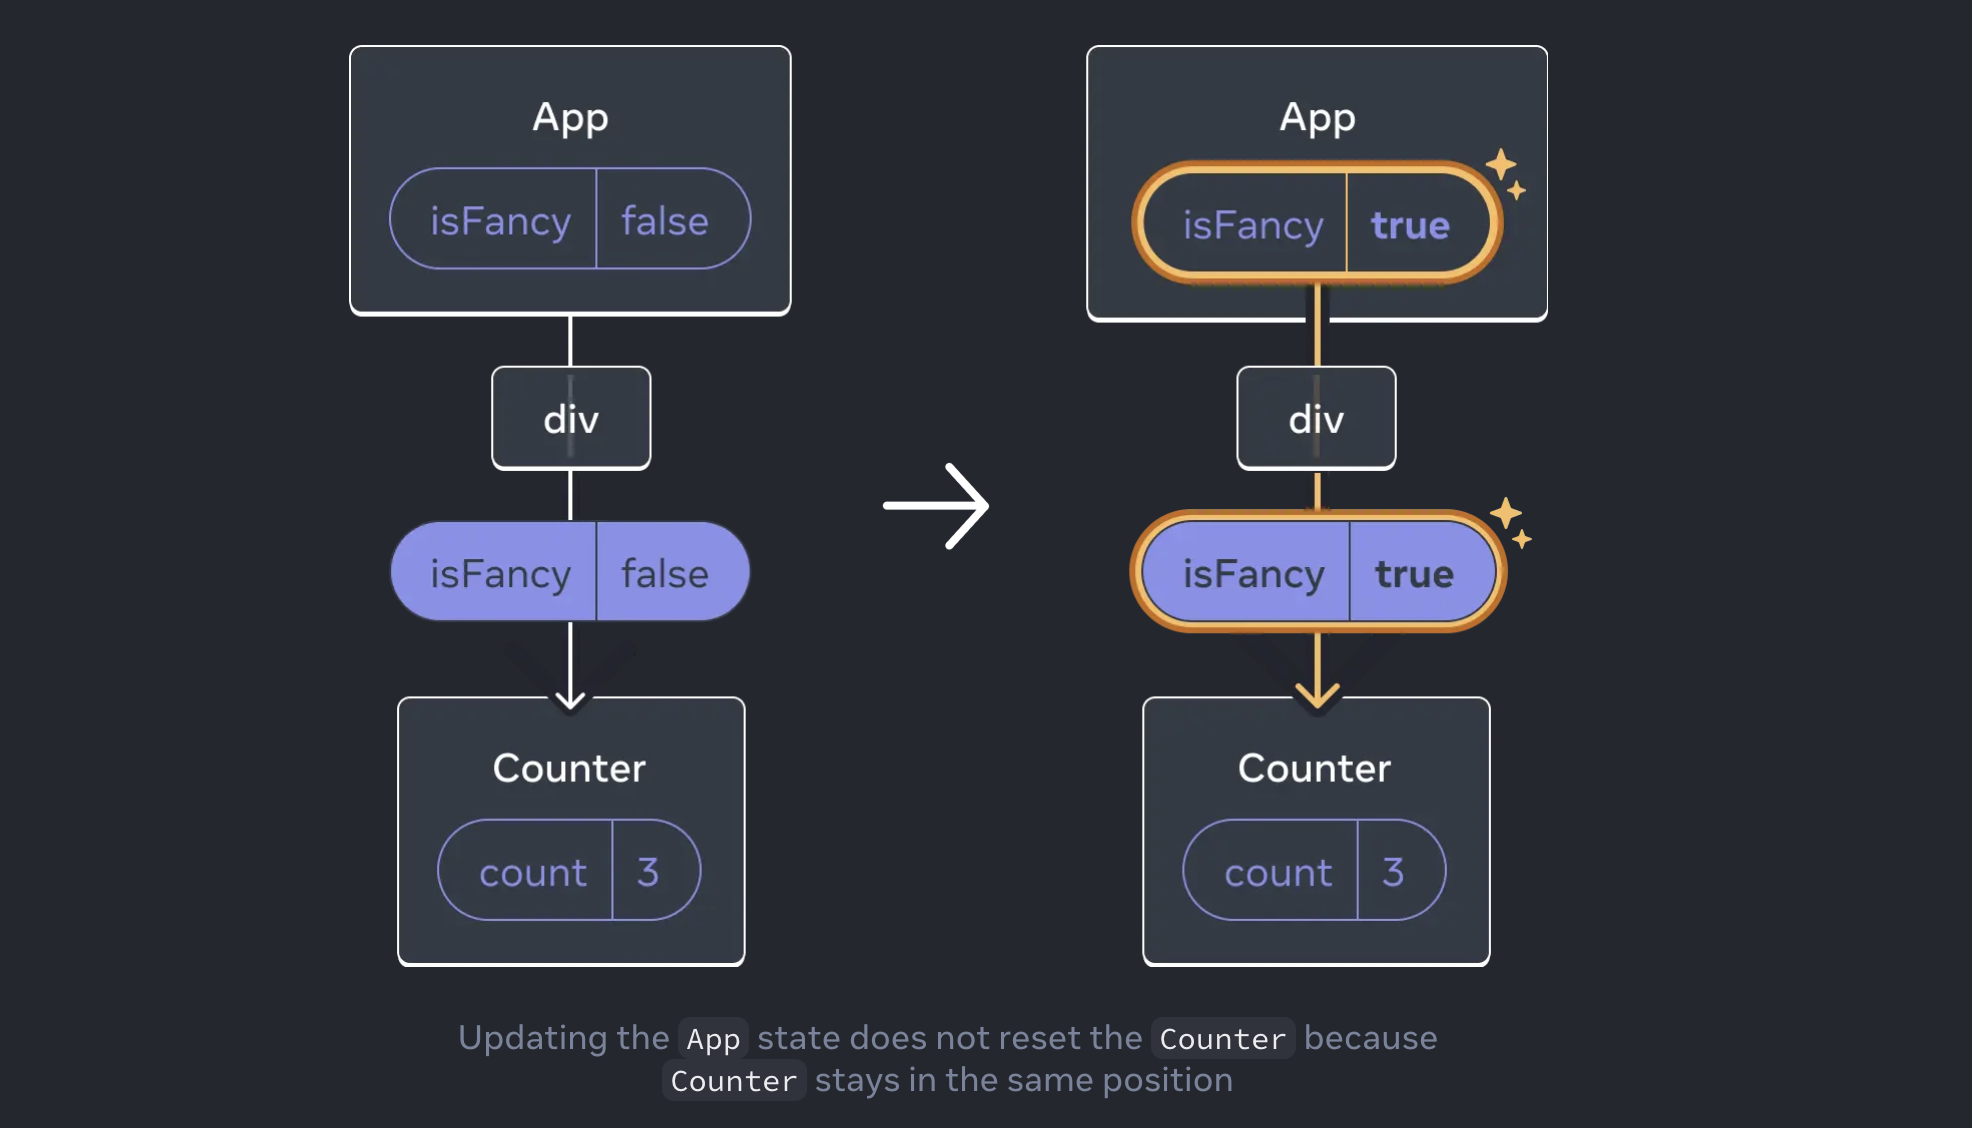 App
isFancy false
div
isFancy false
Counter
count 3
App
isFancy true
div
isFancy true
Counter
count 3
Updating the App state does not reset the Counter because
Counter stays in the same position